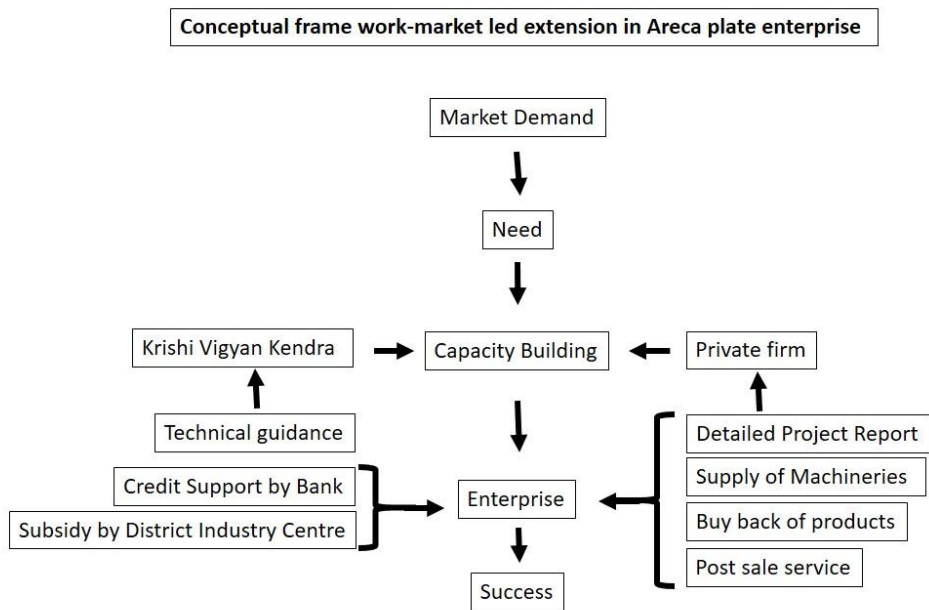 Conceptual frame work-market led extension in Areca plate enterprise
Market Demand
Need
Krishi Vigyan Kendra
Capacity Building
Private firm
Technical guidance
Detailed Project Report
Credit Support by Bank
Supply of Machineries
Enterprise
Subsidy by District Industry Centre
Buy back of products
Post sale service
Success